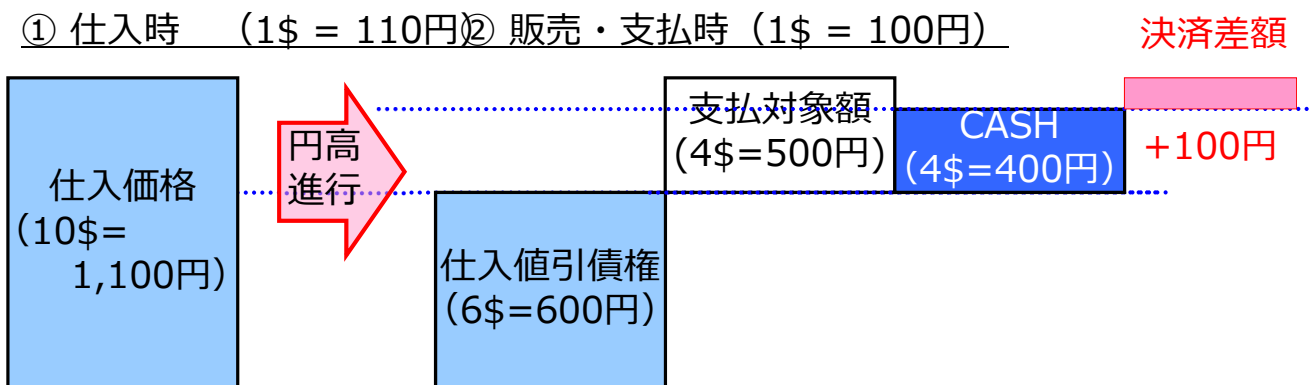 ① 仕入時 （1$ = 110円）
② 販売・支払時（1$ = 100円）
決済差額
仕入価格
（10$=
1,100円）
円高
進行
仕入値引債権
（6$=600円）
支払対象額
（4$=500円）
CASH
（4$=400円）
+100円